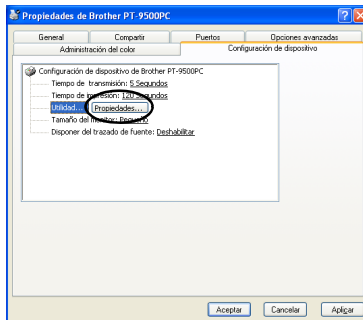 Propiedades de Brother PT-9500PC
General Compartir Puertos Opciones avanzadas
Administración del color Configuración de dispositivo
Configuración de dispositivo de Brother PT-9500PC
Tiempo de transmisión: 5 Segundos
Tiempo de impresión: 120 Segundos
Utilidad... Propiedades...
Tamaño del monitor: Pequeño
Disponer del trazado de fuente: Deshabilitar
Aceptar Cancelar Aplicar